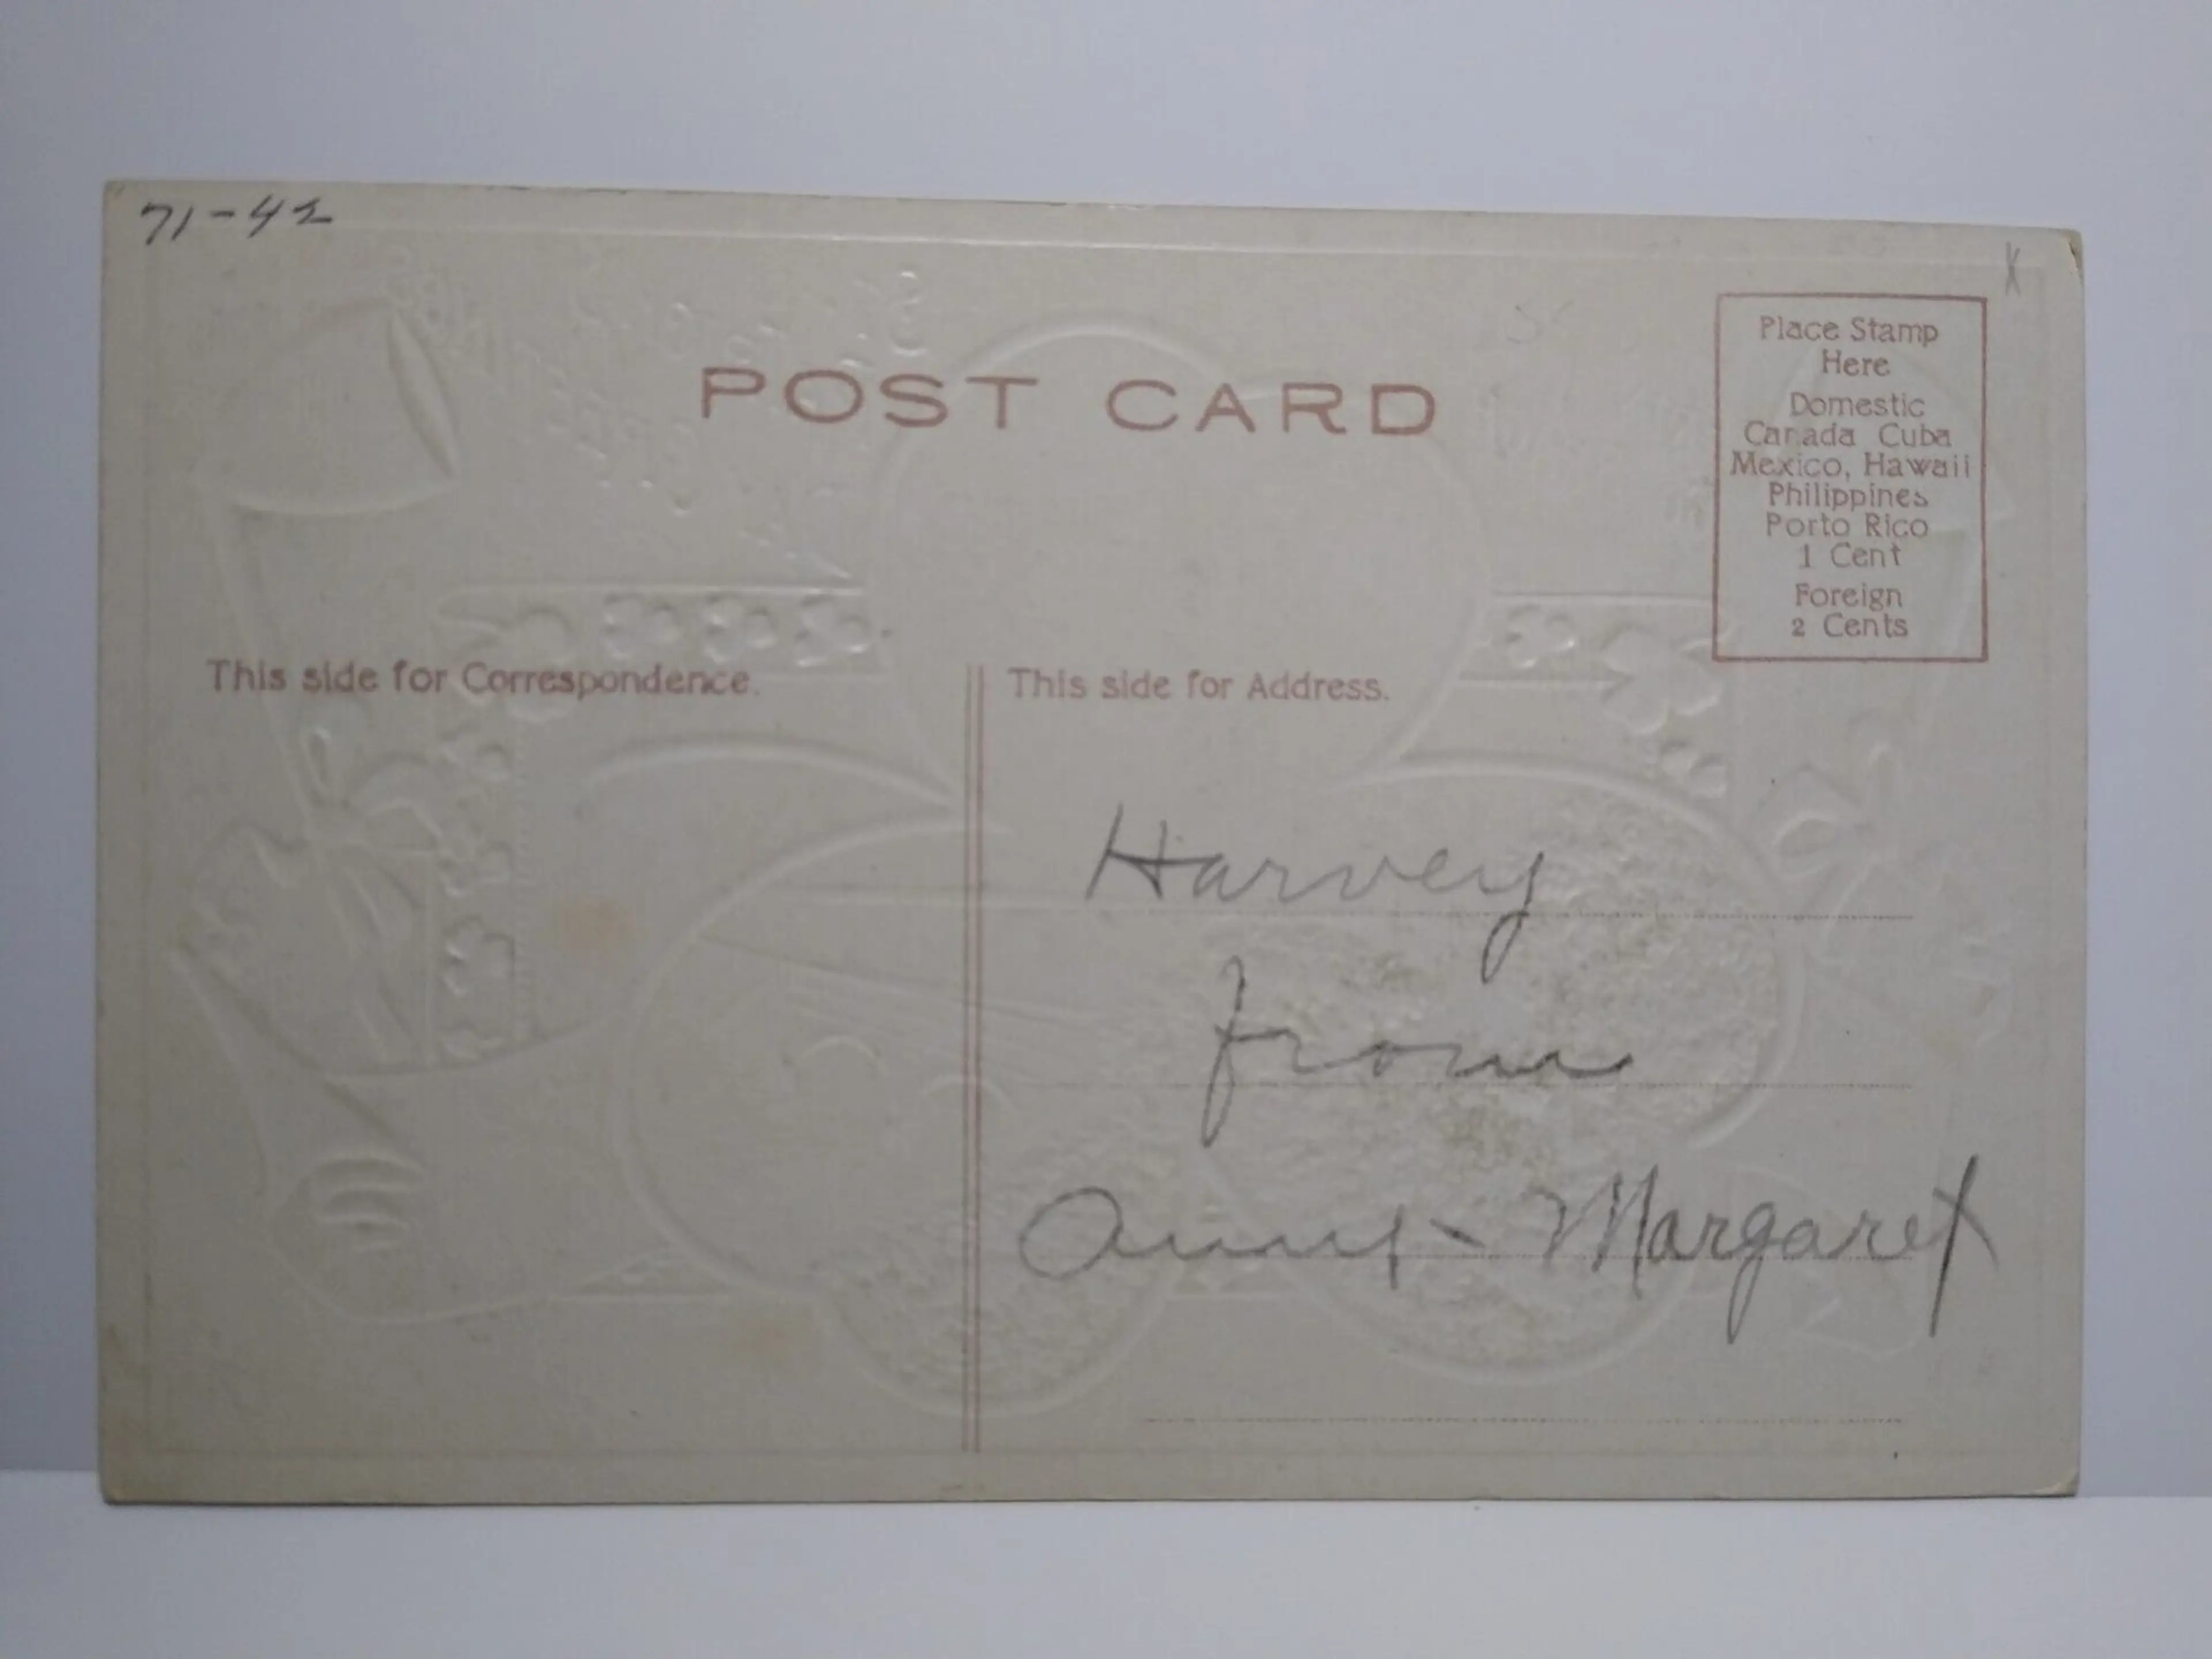 71-42
X
POST CARD
Place Stamp
Here
Domestic
Canada Cuba
Mexico, Hawaii
Philippines
Porto Rico
1 Cent
Foreign
2 Cents
This side for Correspondence.
This side for Address.
Harvey
from
Aunt Margaret